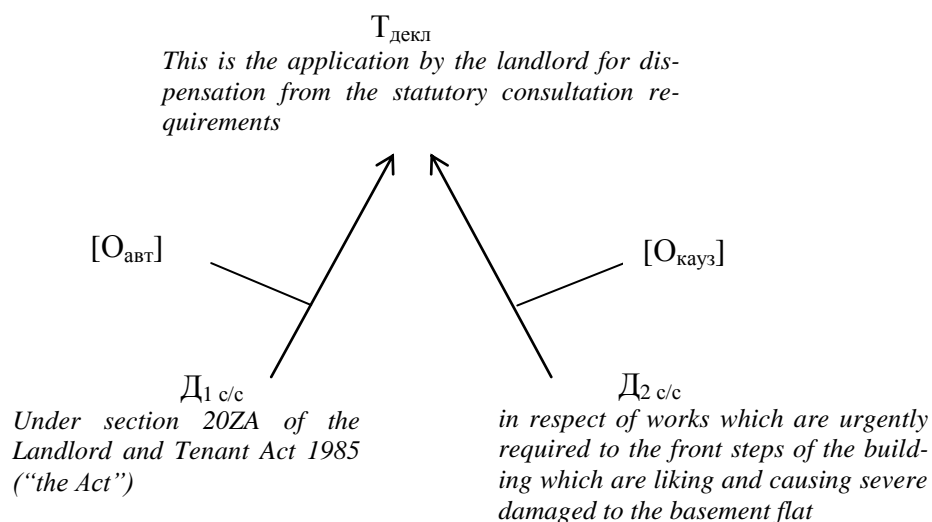 Тдекл
This is the application by the landlord for dis-
pensation from the statutory consultation re-
quirements
[Оавт]
[Окауз]
Д1 с/с
Under section 20ZA of the
Landlord and Tenant Act 1985
(“the Act”)
Д2 с/с
in respect of works which are urgently
required to the front steps of the build-
ing which are liking and causing severe
damaged to the basement flat